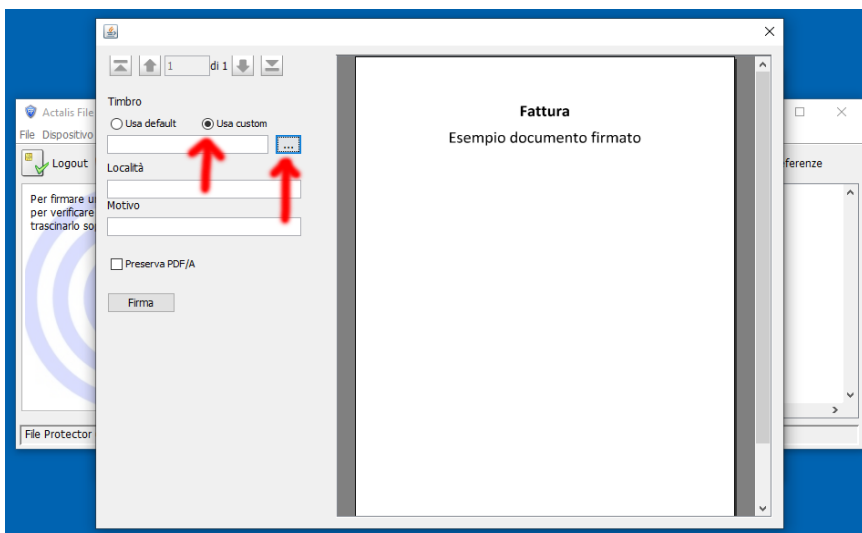 1 di 1
Timbro
Usa default Usa custom
...
Località
Motivo
Preserva PDF/A
Firma
Fattura
Esempio documento firmato
Actalis File
File Dispositivo
Logout
ferenze
Per firmare u
per verificare
trascinarlo so
File Protector